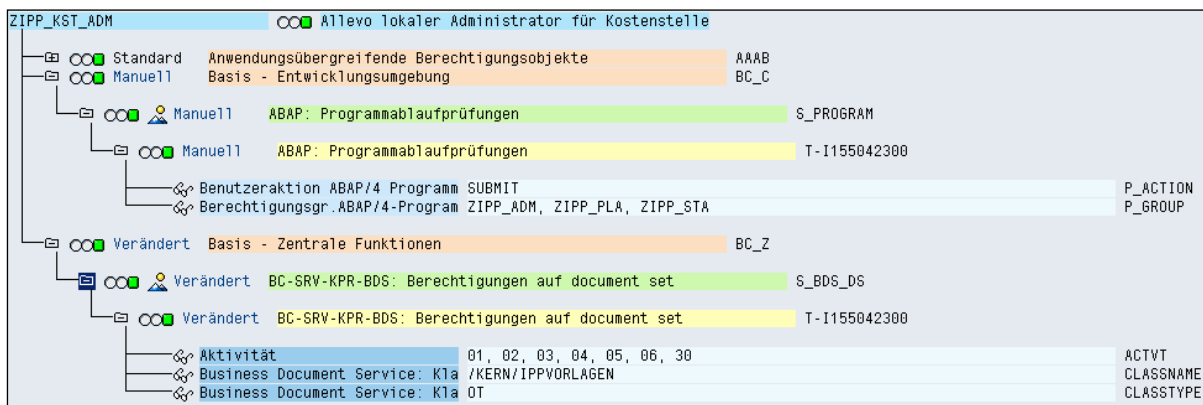 ZIPP_KST_ADM Allevo lokaler Administrator für Kostenstelle
Standard Anwendungsübergreifende Berechtigungsobjekte AAAB
Manuell Basis - Entwicklungsumgebung BC_C
Manuell ABAP: Programmablaufprüfungen S_PROGRAM
Manuell ABAP: Programmablaufprüfungen T-I155042300
Benutzeraktion ABAP/4 Programm SUBMIT P_ACTION
Berechtigungsgr.ABAP/4-Program ZIPP_ADM, ZIPP_PLA, ZIPP_STA P_GROUP
Verändert Basis - Zentrale Funktionen BC_Z
Verändert BC-SRV-KPR-BDS: Berechtigungen auf document set S_BDS_DS
Verändert BC-SRV-KPR-BDS: Berechtigungen auf document set T-I155042300
Aktivität 01, 02, 03, 04, 05, 06, 30 ACTVT
Business Document Service: Kla /KERN/IPPVORLAGEN CLASSNAME
Business Document Service: Kla OT CLASSTYPE